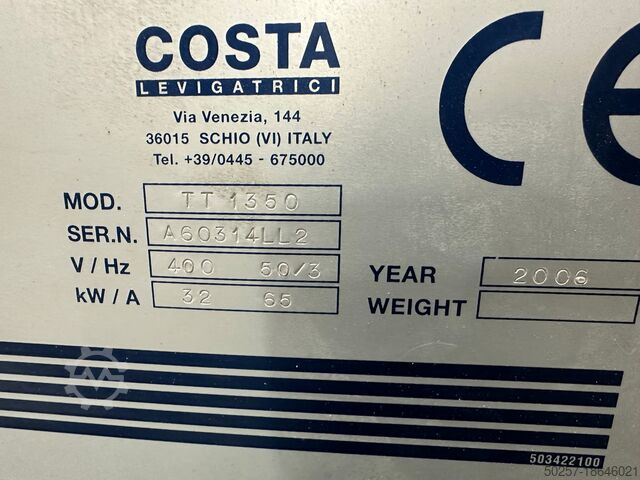 COSTA
LEVIGATRICI
Via Venezia, 144
36015 SCHIO (VI) ITALY
Tel. +39/0445 - 675000
CE
MOD. TT 1350
SER.N. A60314LL2
V / Hz 400 50/3
kW / A 32 65
YEAR 2006
WEIGHT
503422100
50257-18646021